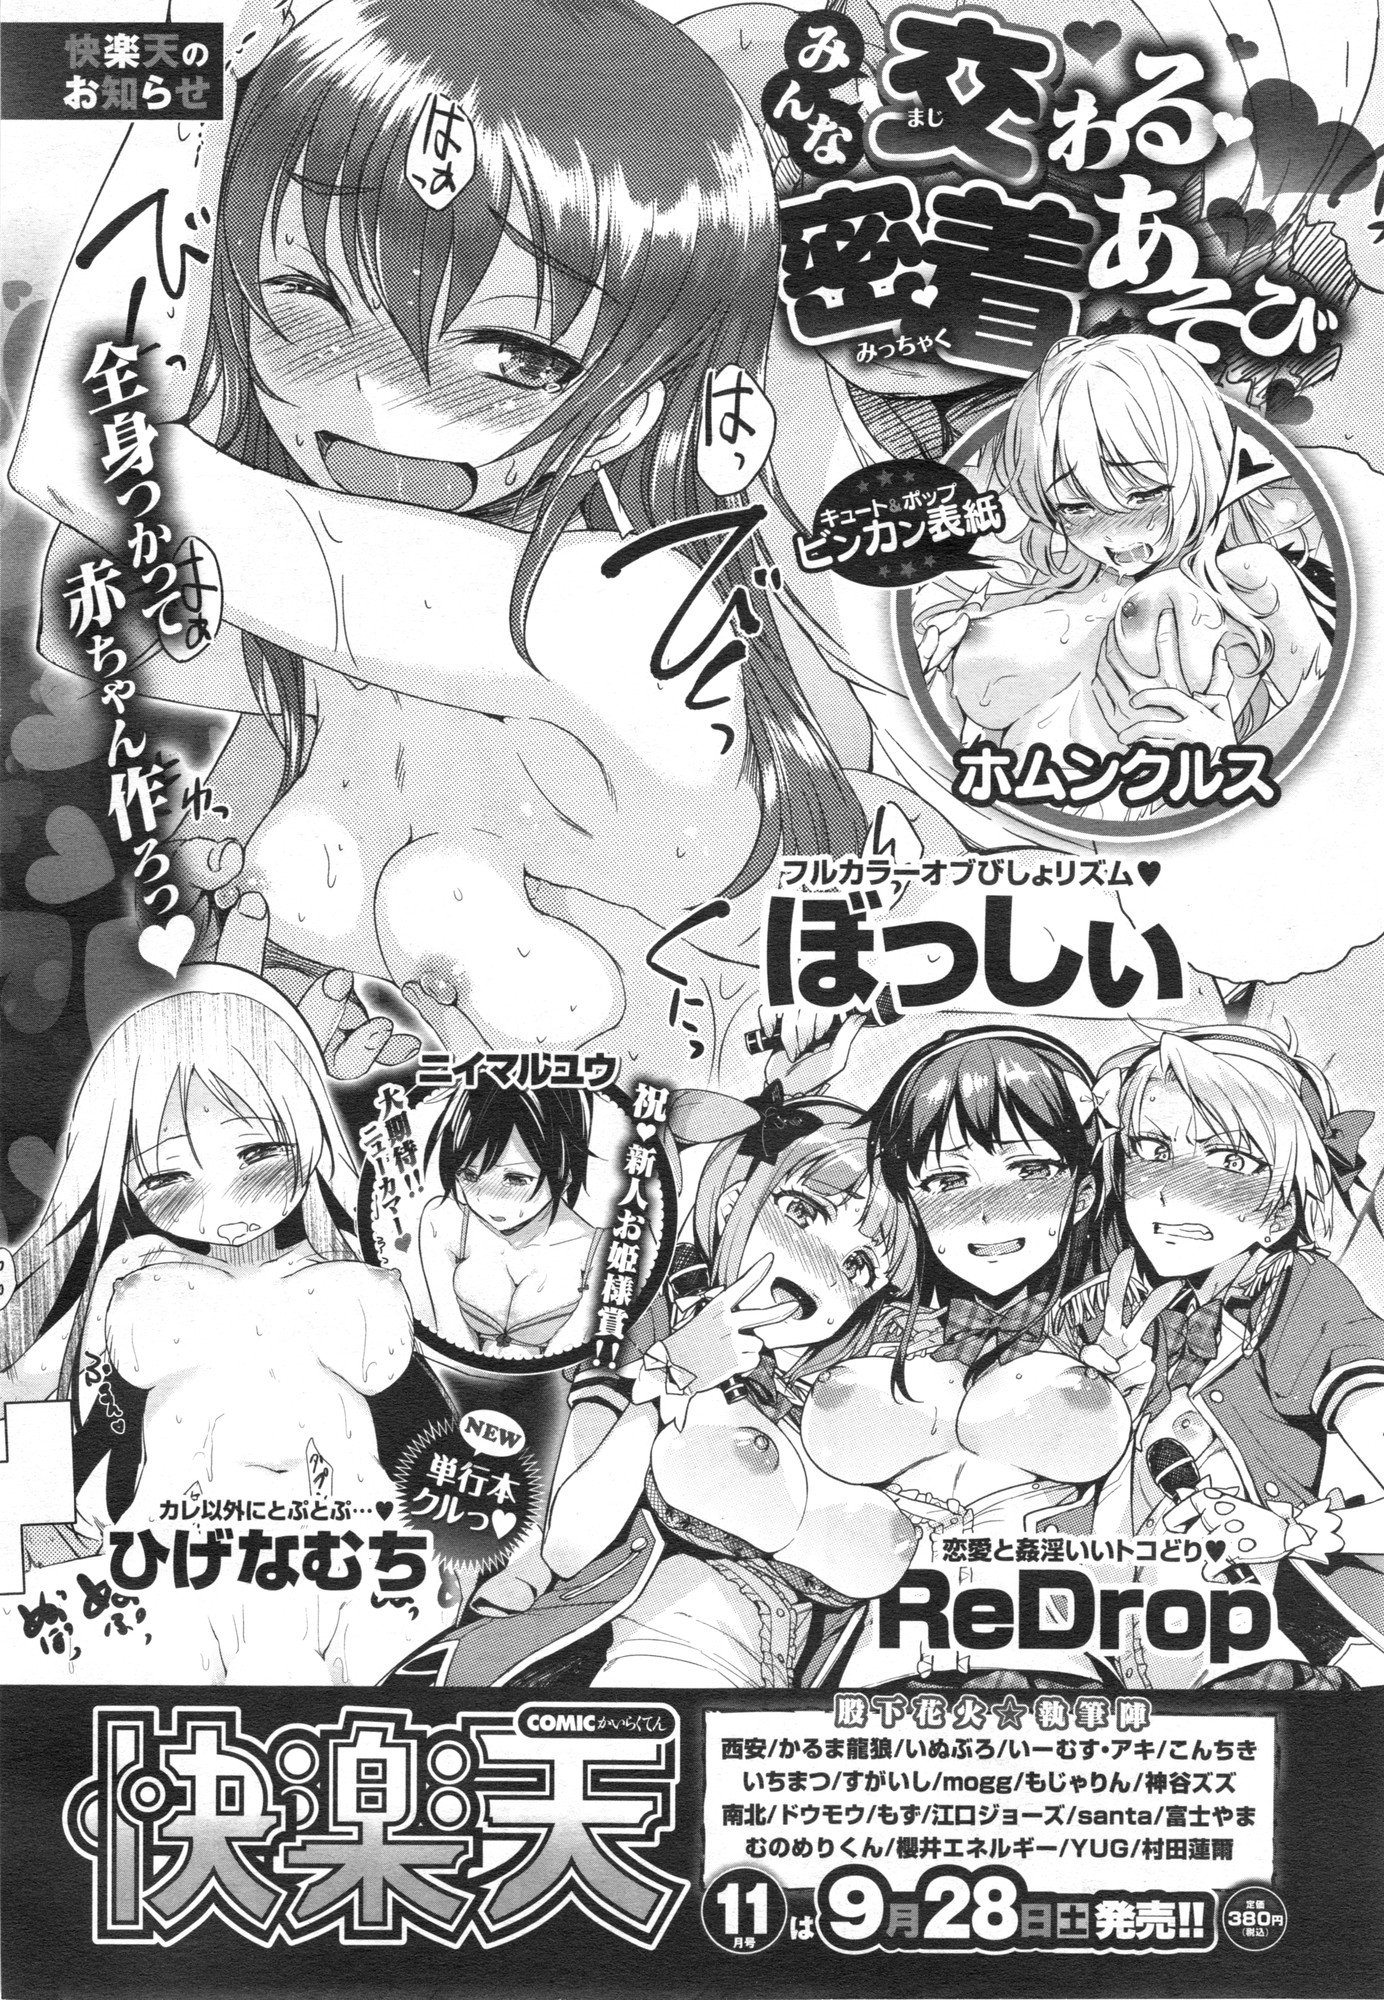 快楽天の
お知らせ
みんな
交わる
まじ
密着あそび
みっちゃく
はぁっ
はっ
はぁ
びっ
びくっ
くにっ
全身つかって
赤ちゃん作ろっ♥
キュート&ポップ
ビンカン表紙
ホムンクルス
フルカラーオブびしょリズム♥
ぼっしぃ
ニイマルユウ
大期待!!
ニューカマー♥
祝♥新人お姫様賞!!
NEW
単行本
クルっ♥
カレ以外にとぷとぷ…♥
ひげなむち
恋愛と姦淫いいトコどり♥
ReDrop
COMICかいらくてん
快楽天
股下花火☆執筆陣
西安/かるま龍狼/いぬぶろ/いーむす・アキ/こんちき
いちまつ/すがいし/mogg/もじゃりん/神谷ズズ
南北/ドウモウ/もず/江口ジョーズ/santa/富士やま
むのめりくん/櫻井エネルギー/YUG/村田蓮爾
11月号は9月28日土発売!!
定価
380円
(税込)